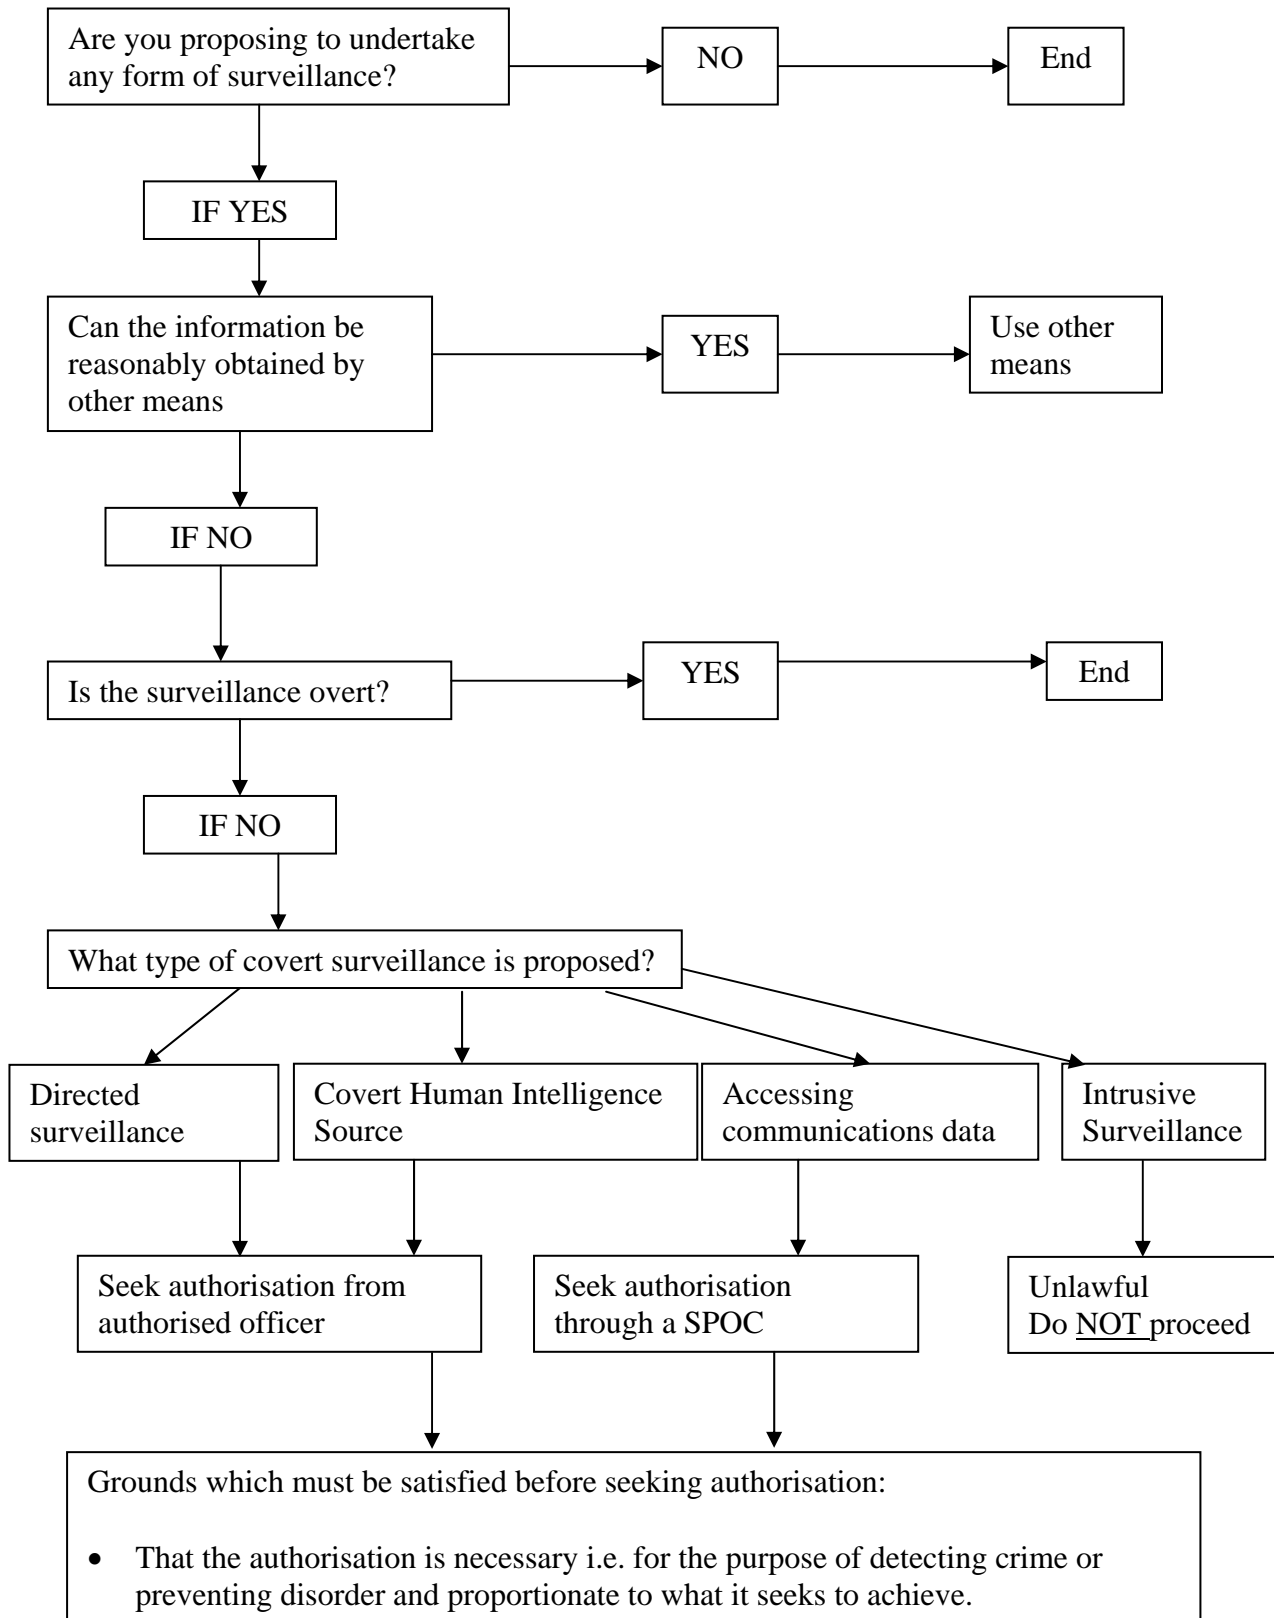 Are you proposing to undertake
any form of surveillance?
NO
End
IF YES
Can the information be
reasonably obtained by
other means
YES
Use other
means
IF NO
Is the surveillance overt?
YES
End
IF NO
What type of covert surveillance is proposed?
Directed
surveillance
Covert Human Intelligence
Source
Accessing
communications data
Intrusive
Surveillance
Seek authorisation from
authorised officer
Seek authorisation
through a SPOC
Unlawful
Do NOT proceed
Grounds which must be satisfied before seeking authorisation:
• That the authorisation is necessary i.e. for the purpose of detecting crime or
preventing disorder and proportionate to what it seeks to achieve.